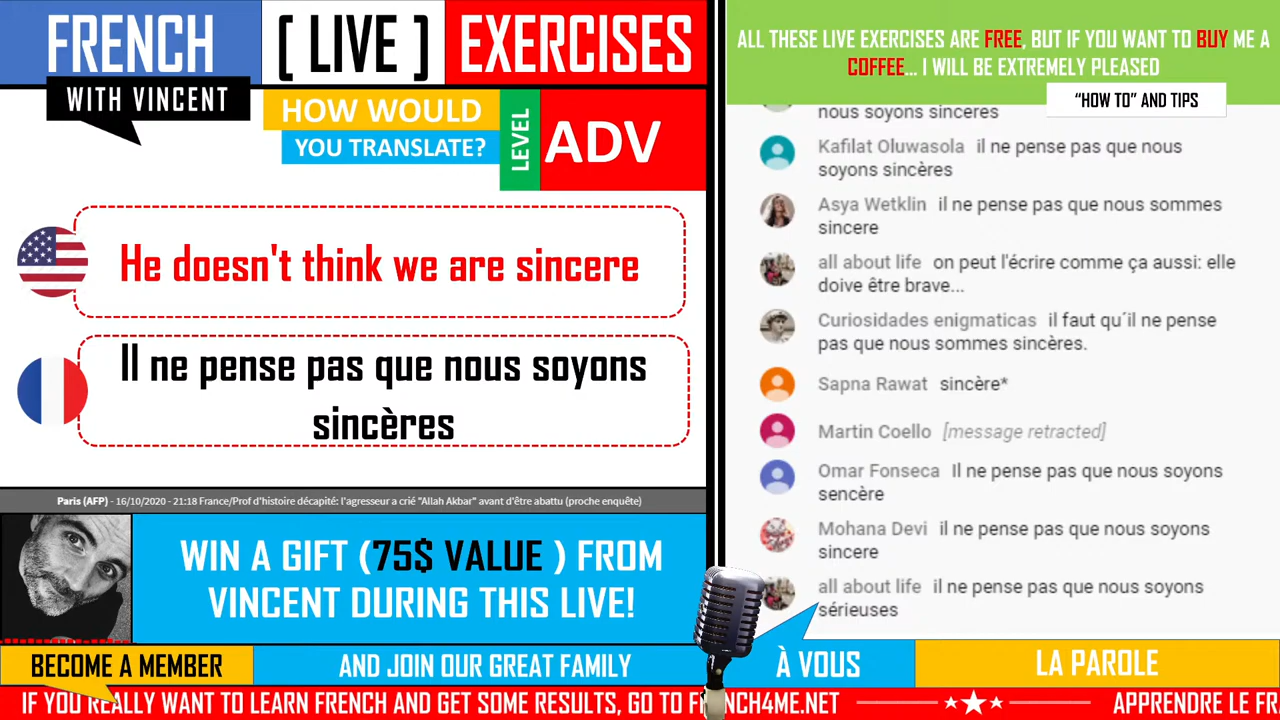 FRENCH
WITH VINCENT
[ LIVE ]
EXERCISES
HOW WOULD
YOU TRANSLATE?
LEVEL
ADV
He doesn't think we are sincere
Il ne pense pas que nous soyons
sincères
Paris (AFP) - 16/10/2020 - 21:18 France/Prof d'histoire décapité: l'agresseur a crié "Allah Akbar" avant d'être abattu (proche enquête)
WIN A GIFT (75$ VALUE ) FROM
VINCENT DURING THIS LIVE!
BECOME A MEMBER
AND JOIN OUR GREAT FAMILY
ALL THESE LIVE EXERCISES ARE FREE, BUT IF YOU WANT TO BUY ME A
COFFEE... I WILL BE EXTREMELY PLEASED
“HOW TO” AND TIPS
nous soyons sinceres
Kafilat Oluwasola il ne pense pas que nous
soyons sincères
Asya Wetklin il ne pense pas que nous sommes
sincere
all about life on peut l'écrire comme ça aussi: elle
doive être brave...
Curiosidades enigmaticas il faut qu´il ne pense
pas que nous sommes sincères.
Sapna Rawat sincère*
Martin Coello [message retracted]
Omar Fonseca Il ne pense pas que nous soyons
sencère
Mohana Devi il ne pense pas que nous soyons
sincere
all about life il ne pense pas que nous soyons
sérieuses
À VOUS
LA PAROLE
IF YOU REALLY WANT TO LEARN FRENCH AND GET SOME RESULTS, GO TO FRENCH4ME.NET
APPRENDRE LE FR